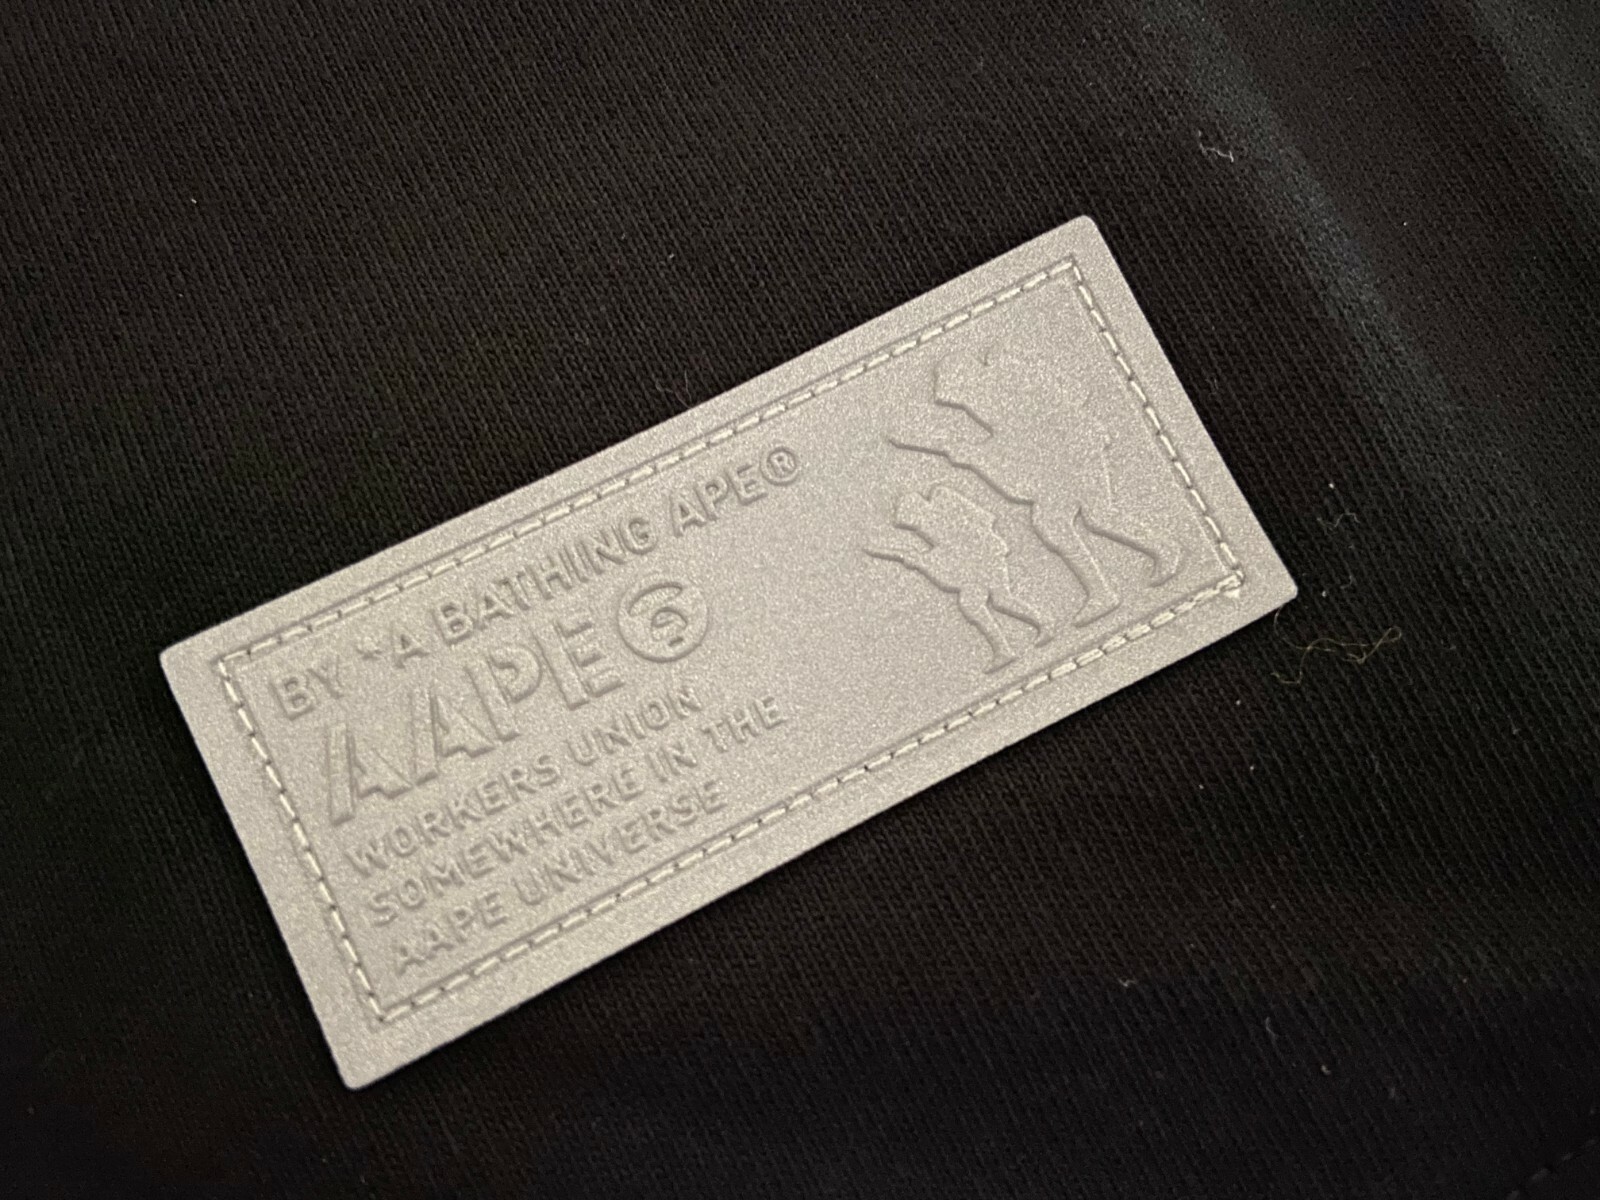 BY *A BATHING APE®
AAPE
WORKERS UNION
SOMEWHERE IN THE
AAPE UNIVERSE